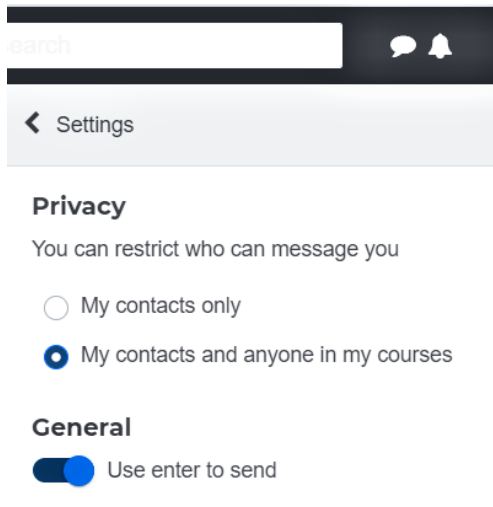 earch
Settings
Privacy
You can restrict who can message you
My contacts only
My contacts and anyone in my courses
General
Use enter to send